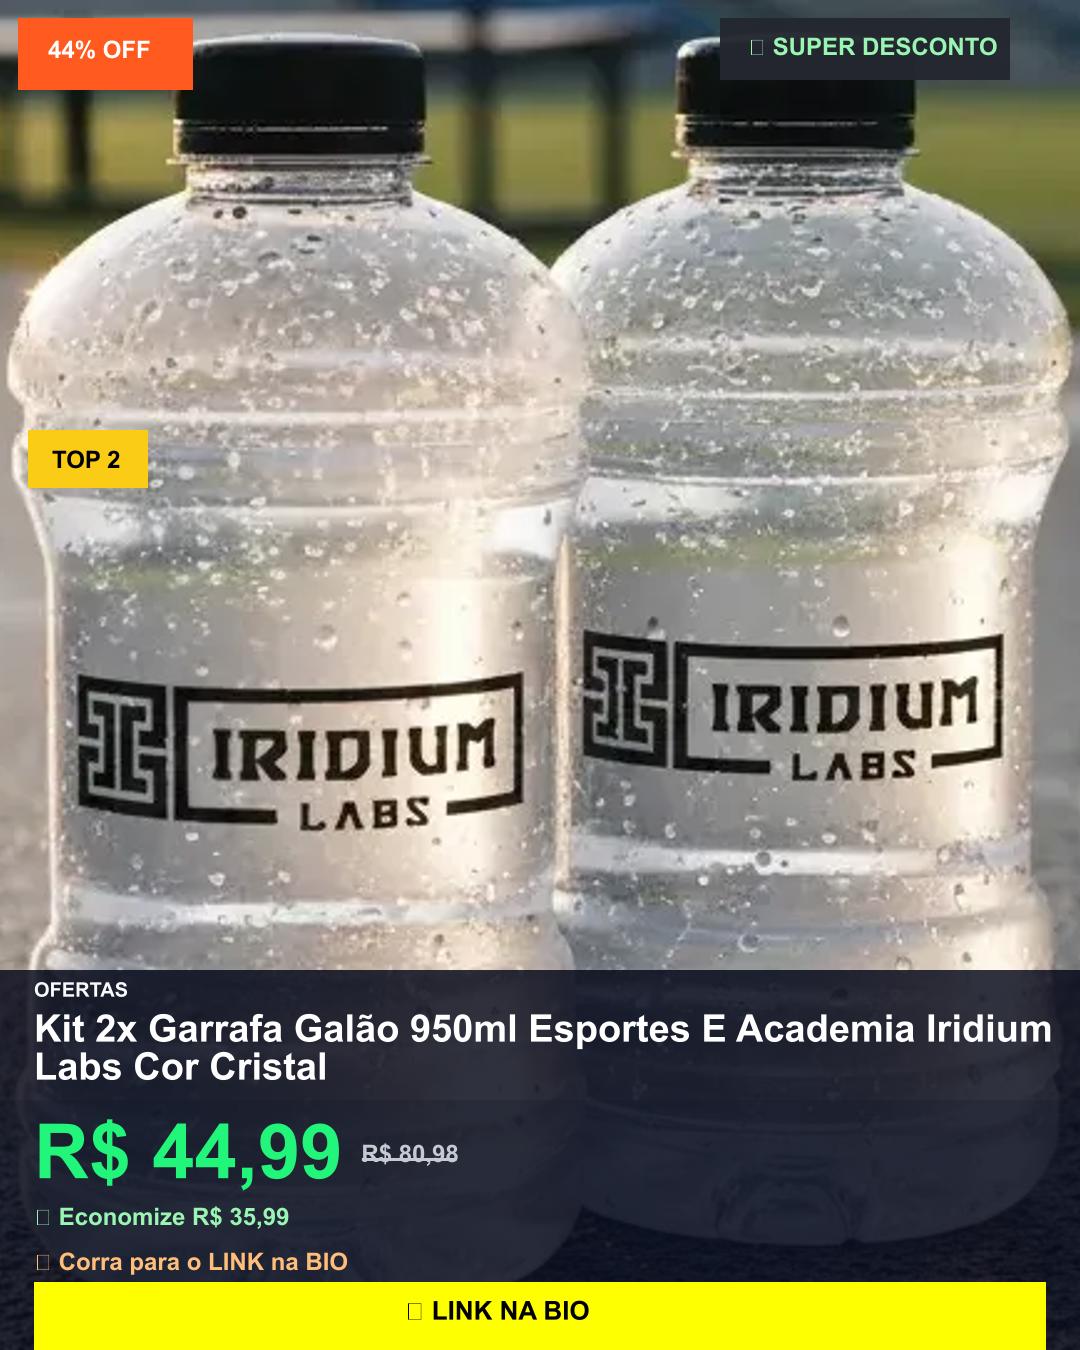 44% OFF
SUPER DESCONTO
TOP 2
IRIDIUM
LABS
IRIDIUM
LABS
OFERTAS
Kit 2x Garrafa Galão 950ml Esportes E Academia Iridium
Labs Cor Cristal
R$ 44,99 R$ 80,98
Economize R$ 35,99
Corra para o LINK na BIO
LINK NA BIO